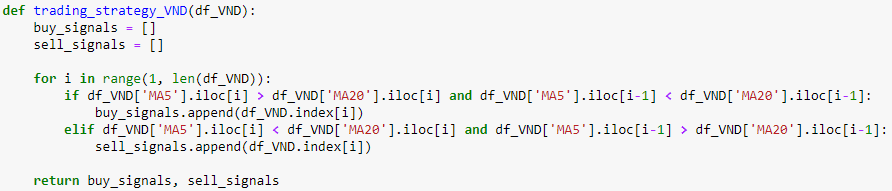 def trading_strategy_VND(df_VND):
    buy_signals = []
    sell_signals = []

    for i in range(1, len(df_VND)):
        if df_VND['MA5'].iloc[i] > df_VND['MA20'].iloc[i] and df_VND['MA5'].iloc[i-1] < df_VND['MA20'].iloc[i-1]:
            buy_signals.append(df_VND.index[i])
        elif df_VND['MA5'].iloc[i] < df_VND['MA20'].iloc[i] and df_VND['MA5'].iloc[i-1] > df_VND['MA20'].iloc[i-1]:
            sell_signals.append(df_VND.index[i])

    return buy_signals, sell_signals